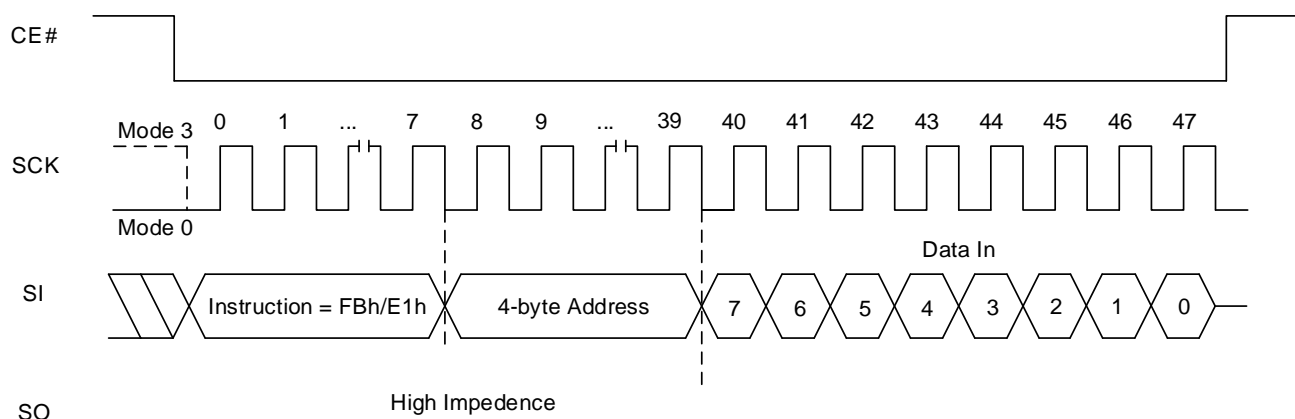 CE#
Mode 3 0 1 ... 7 8 9 ... 39 40 41 42 43 44 45 46 47
SCK
Mode 0
Data In
SI Instruction = FBh/E1h 4-byte Address 7 6 5 4 3 2 1 0
High Impedence
SO